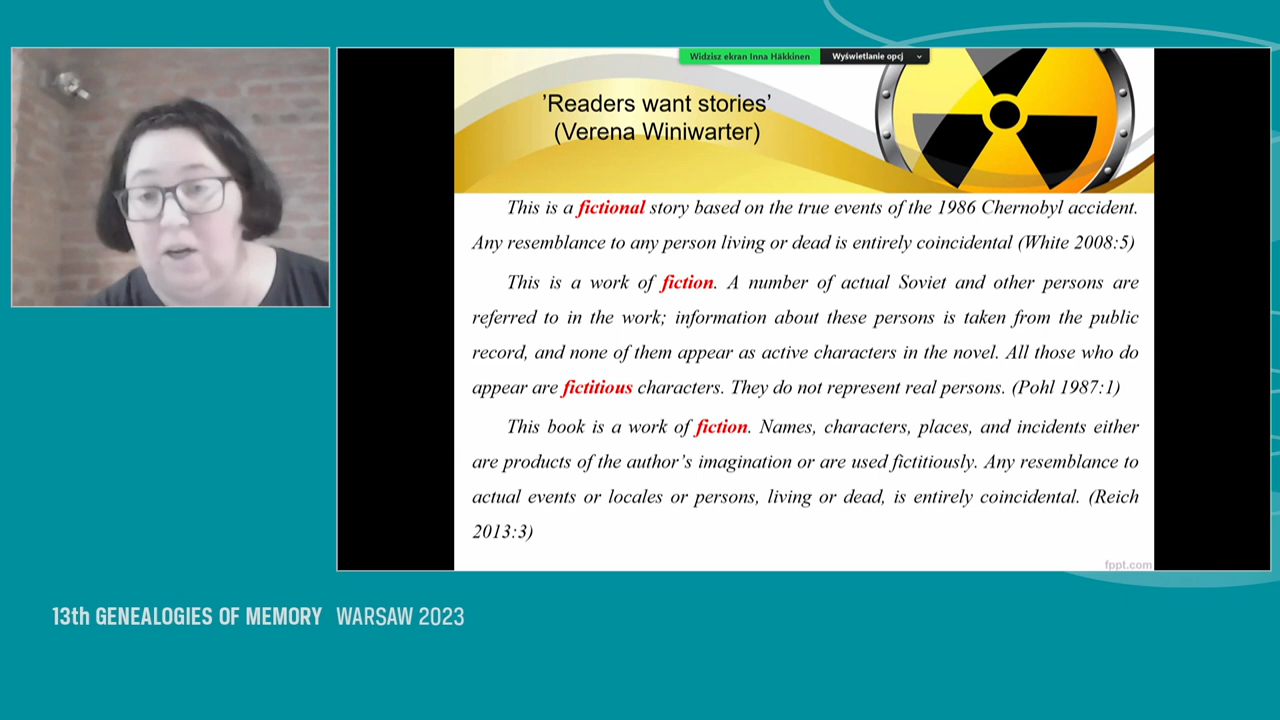 Widzisz ekran Inna Häkkinen
Wyświetlanie opcj
’Readers want stories’
(Verena Winiwarter)
This is a fictional story based on the true events of the 1986 Chernobyl accident.
Any resemblance to any person living or dead is entirely coincidental (White 2008:5)
This is a work of fiction. A number of actual Soviet and other persons are
referred to in the work; information about these persons is taken from the public
record, and none of them appear as active characters in the novel. All those who do
appear are fictitious characters. They do not represent real persons. (Pohl 1987:1)
This book is a work of fiction. Names, characters, places, and incidents either
are products of the author’s imagination or are used fictitiously. Any resemblance to
actual events or locales or persons, living or dead, is entirely coincidental. (Reich
2013:3)
fppt.com
13th GENEALOGIES OF MEMORY WARSAW 2023